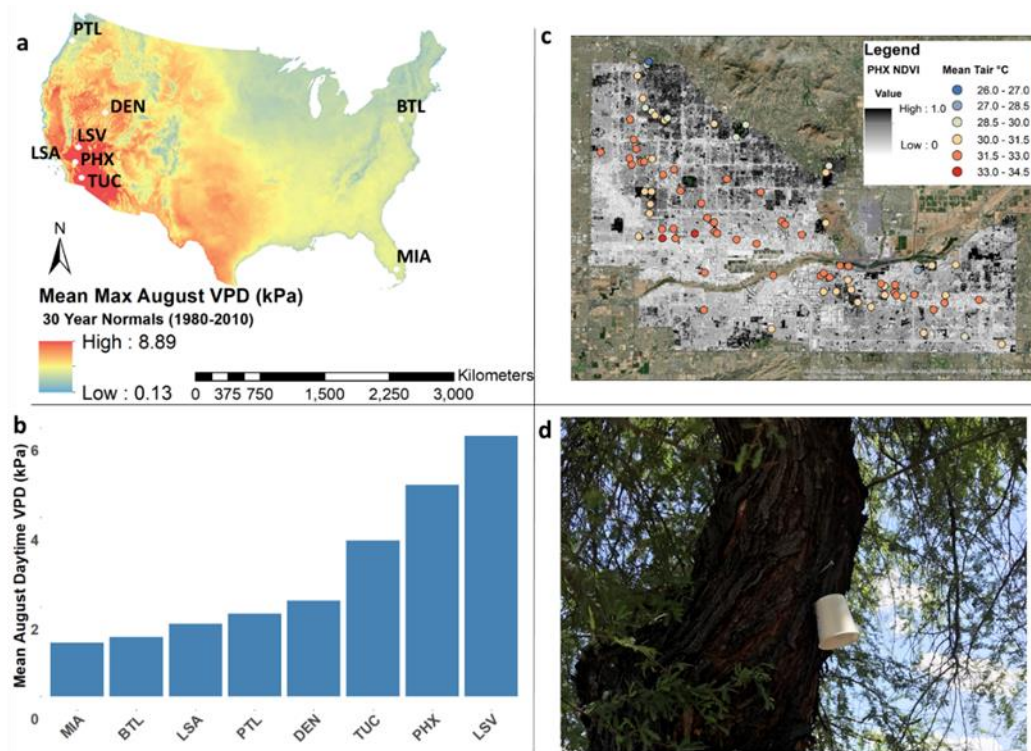 a
PTL
DEN
BTL
LSV
LSA
PHX
TUC
MIA
N
Mean Max August VPD (kPa)
30 Year Normals (1980-2010)
High : 8.89
Low : 0.13
Kilometers
0 375 750 1,500 2,250 3,000
b
Mean August Daytime VPD (kPa)
6
4
2
0
MIA BTL LSA PTL DEN TUC PHX LSV
c
Legend
PHX NDVI
Value
High : 1.0
Low : 0
Mean Tair °C
26.0 - 27.0
27.0 - 28.5
28.5 - 30.0
30.0 - 31.5
31.5 - 33.0
33.0 - 34.5
d